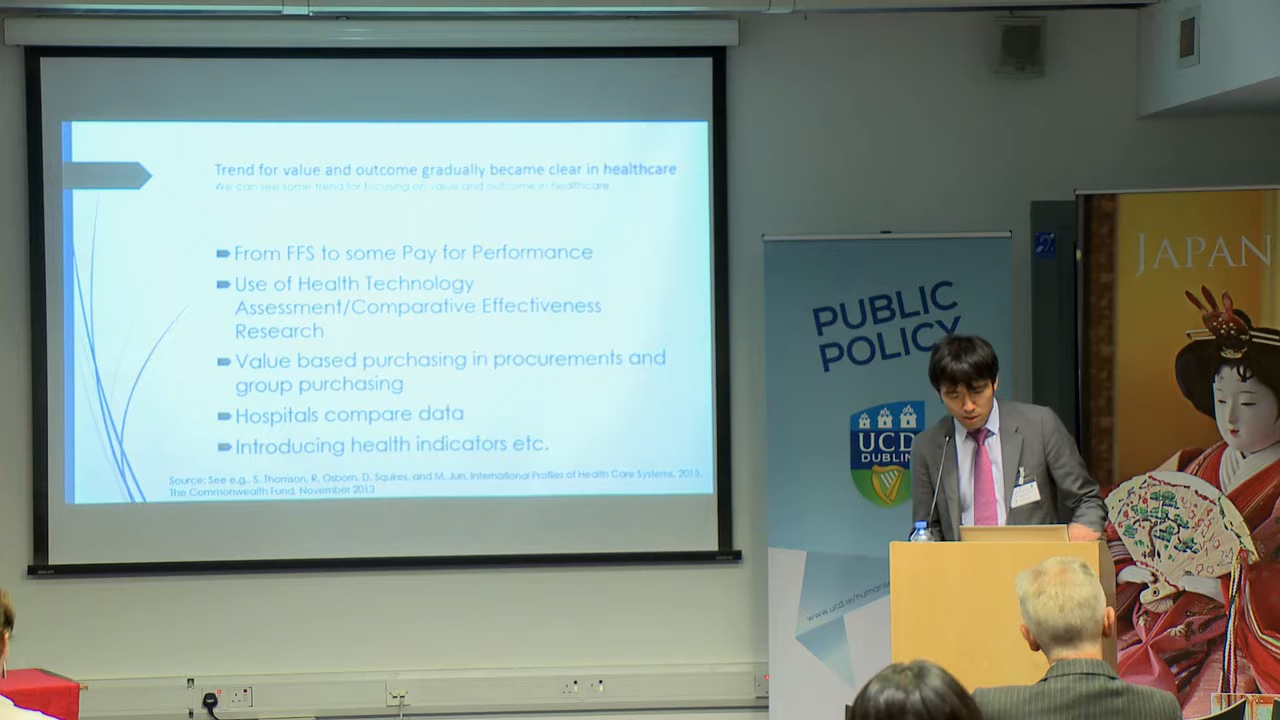 Trend for value and outcome gradually became clear in healthcare
We can see some trend for focusing on value and outcome in healthcare
From FFS to some Pay for Performance
Use of Health Technology
Assessment/Comparative Effectiveness
Research
Value based purchasing in procurements and
group purchasing
Hospitals compare data
Introducing health indicators etc.
Source: See e.g., S. Thomson, R. Osborn, D. Squires, and M. Jun, International Profiles of Health Care Systems, 2013,
The Commonwealth Fund, November 2013
PUBLIC
POLICY
UCD
DUBLIN
JAPAN